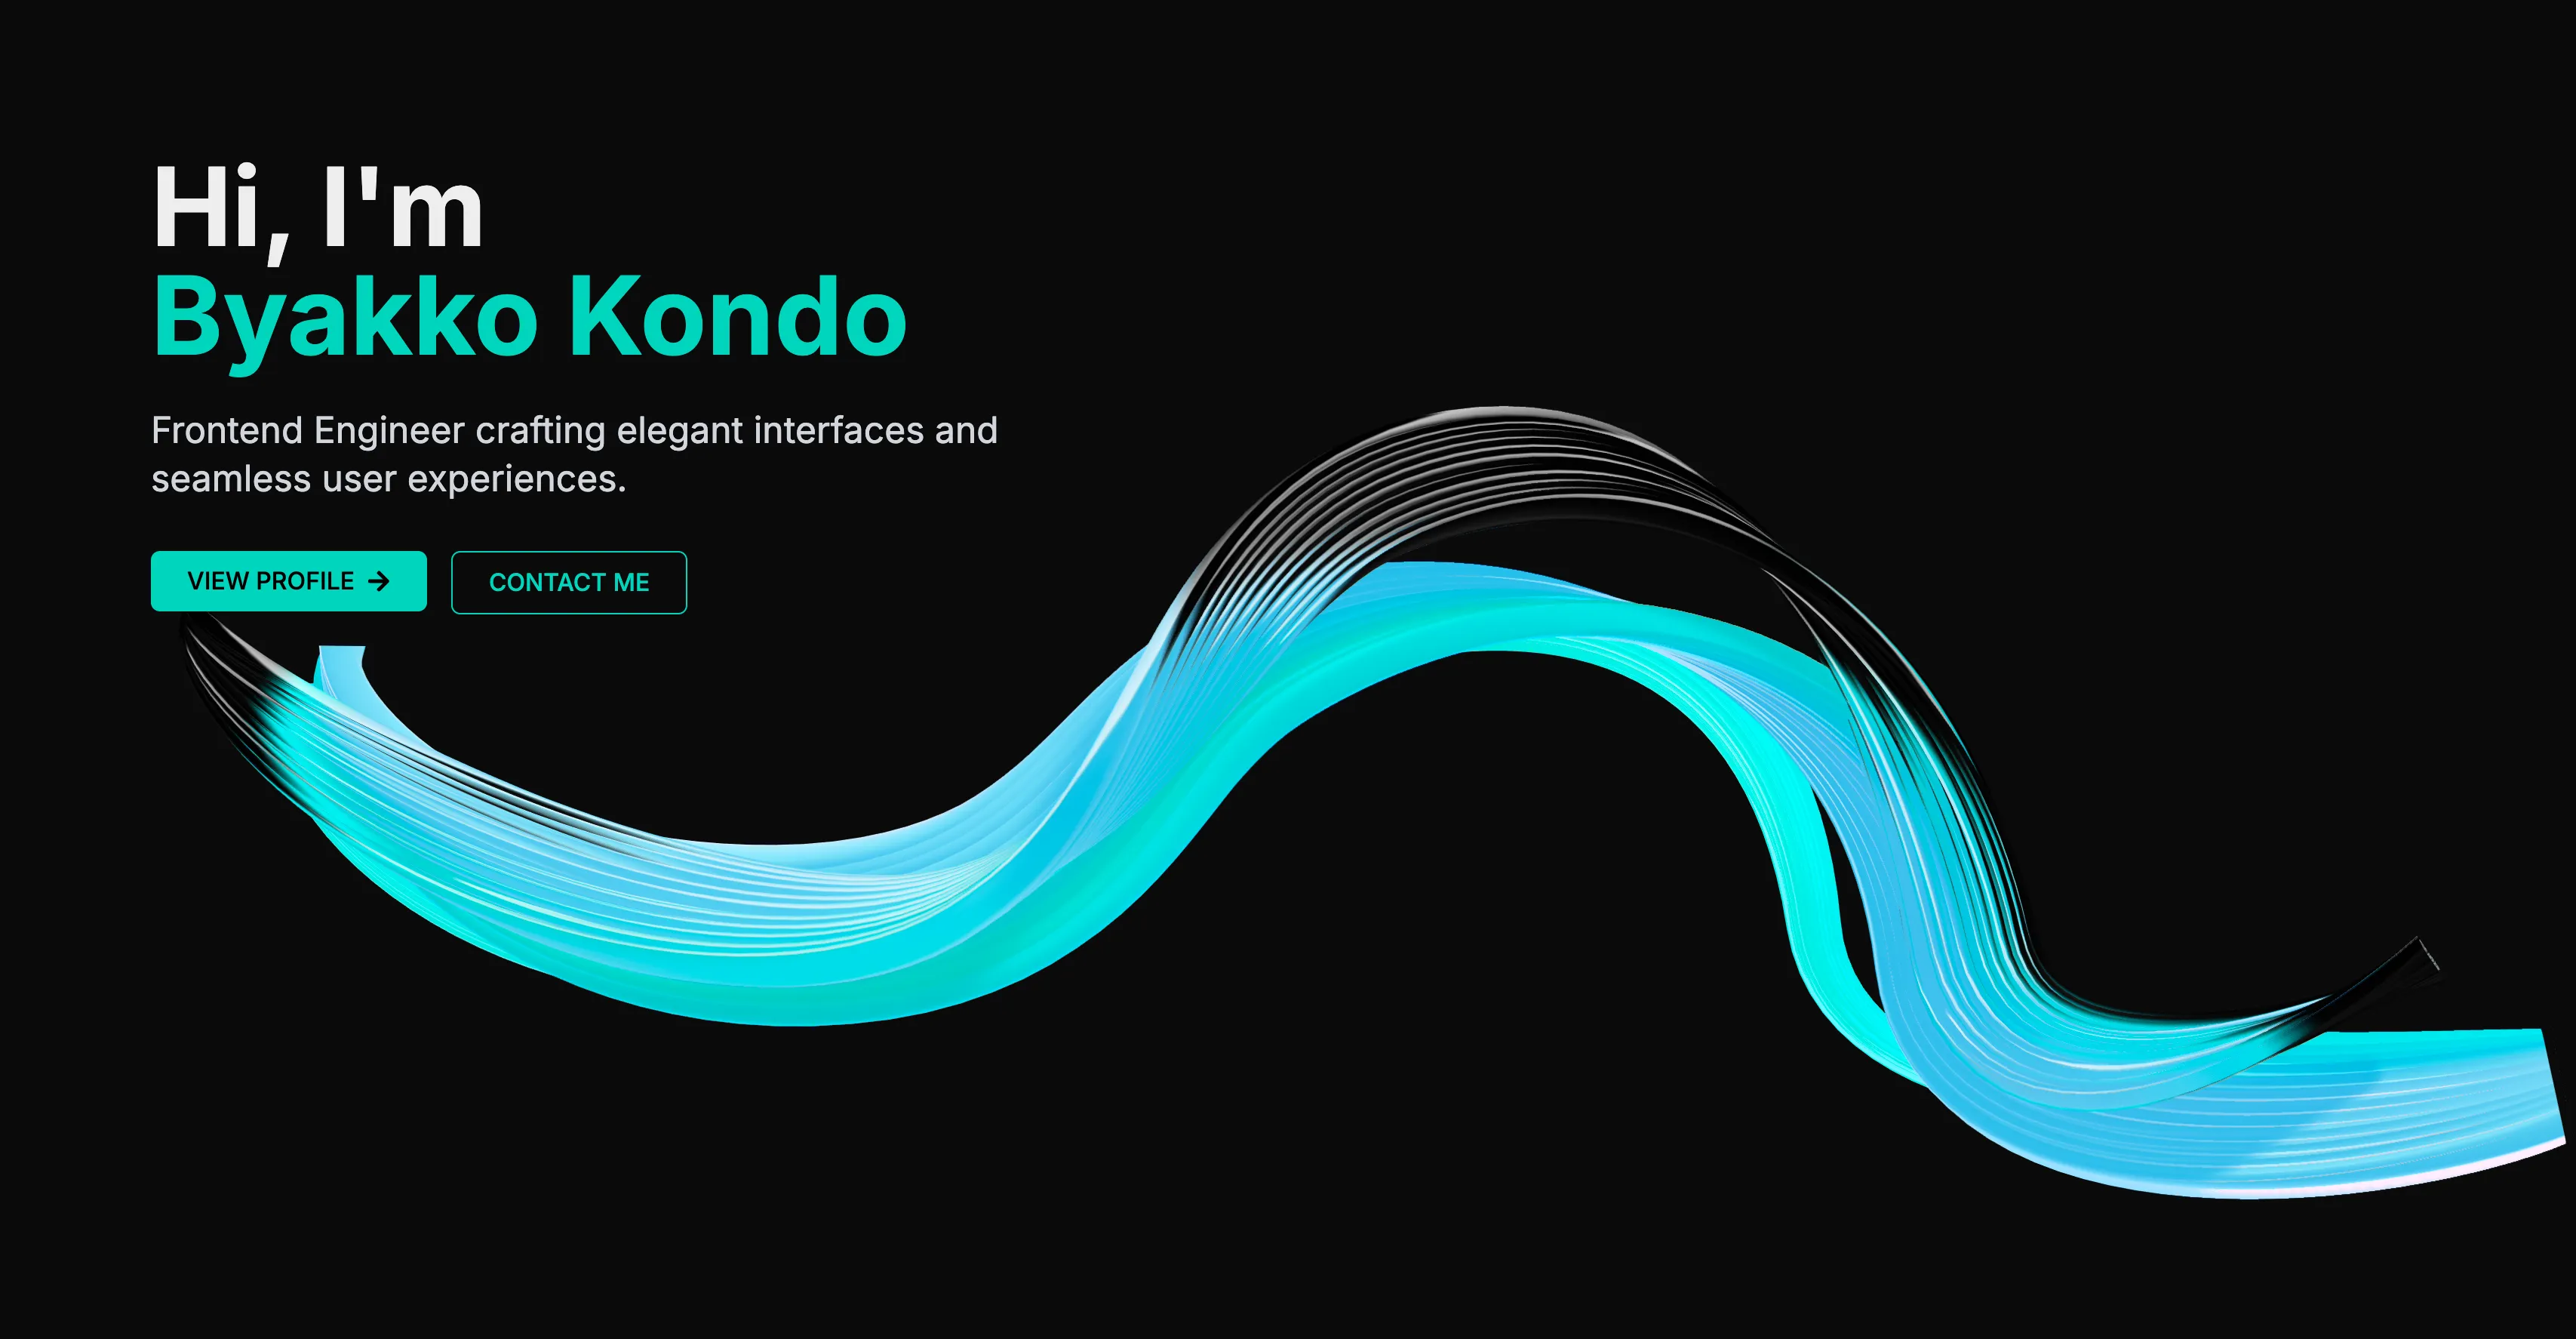 Hi, I'm
Byakko Kondo
Frontend Engineer crafting elegant interfaces and
seamless user experiences.
VIEW PROFILE →
CONTACT ME